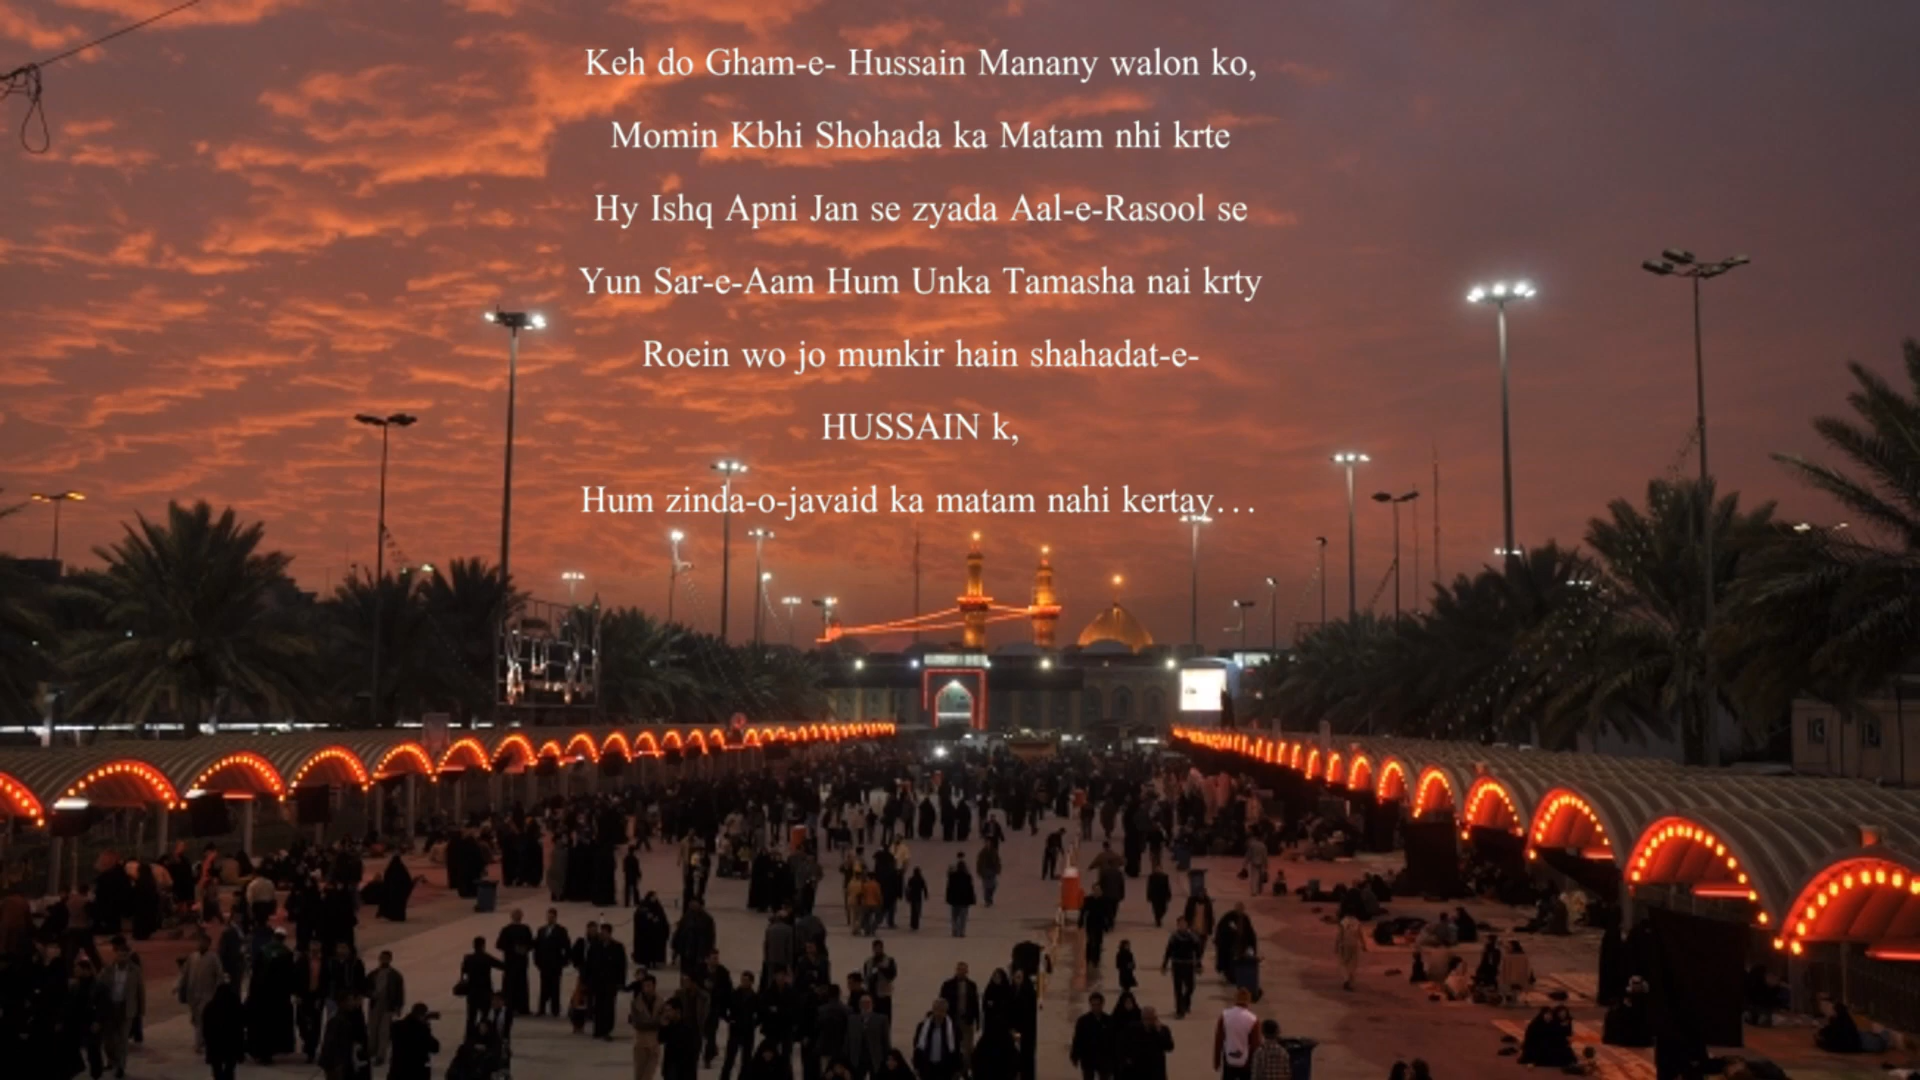 Keh do Gham-e- Hussain Manany walon ko,
Momin Kbhi Shohada ka Matam nhi krte
Hy Ishq Apni Jan se zyada Aal-e-Rasool se
Yun Sar-e-Aam Hum Unka Tamasha nai krty
Roein wo jo munkir hain shahadat-e-
HUSSAIN k,
Hum zinda-o-javaid ka matam nahi kertay…